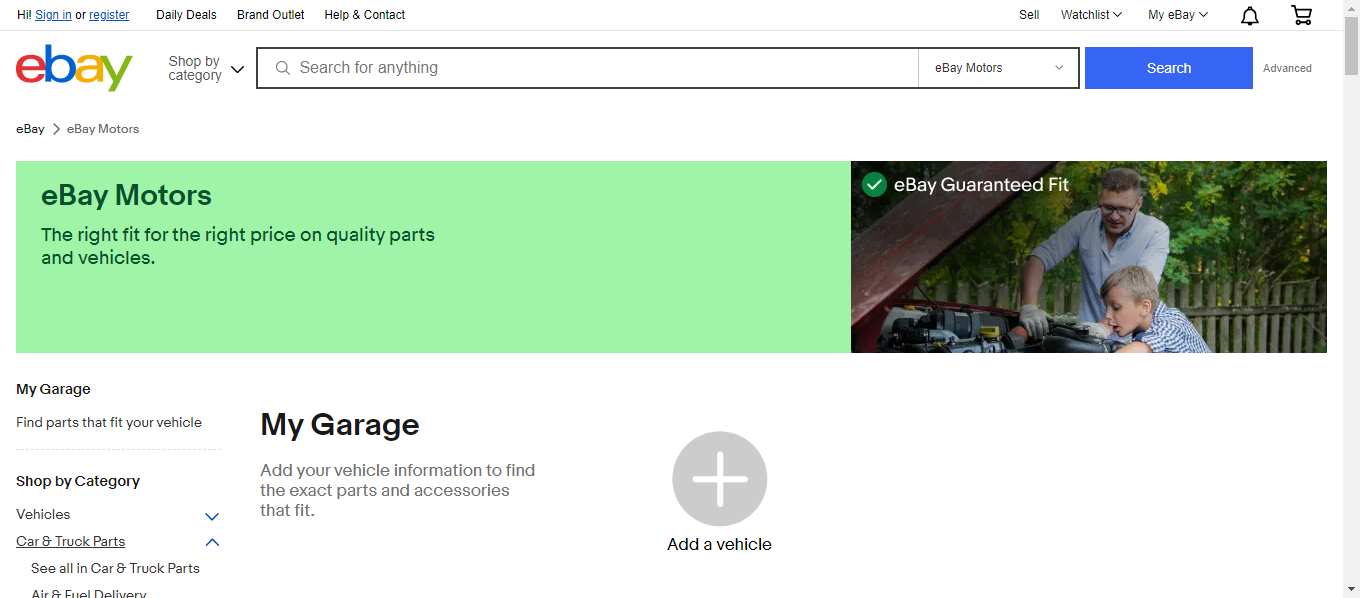 Hi! Sign in or register Daily Deals Brand Outlet Help & Contact Sell Watchlist My eBay
ebay
Shop by
category
Search for anything
eBay Motors
Search
Advanced
eBay eBay Motors
eBay Motors
The right fit for the right price on quality parts
and vehicles.
eBay Guaranteed Fit
My Garage
Find parts that fit your vehicle
Shop by Category
Vehicles
Car & Truck Parts
See all in Car & Truck Parts
Air & Fuel Delivery
My Garage
Add your vehicle information to find
the exact parts and accessories
that fit.
Add a vehicle